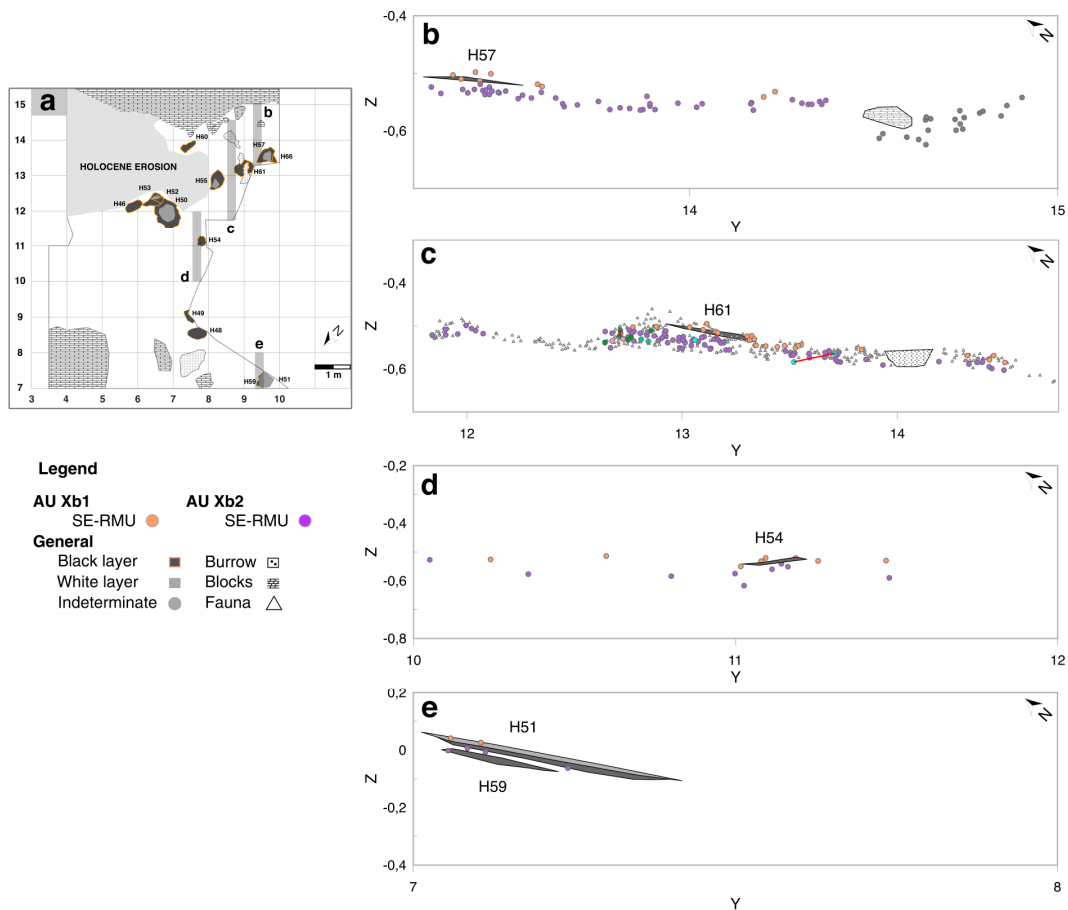 a
15
14
13
12
11
10
9
8
7
3 4 5 6 7 8 9 10
HOLOCENE EROSION
H60
H57
H66
H61
H55
H53
H52
H50
H46
H54
H49
H48
H59
H51
b
c
d
e
N
1 m
Legend
AU Xb1 AU Xb2
SE-RMU SE-RMU
General
Black layer Burrow
White layer Blocks
Indeterminate Fauna
b
H57
N
-0,4
-0,6
Z
14 15
Y
c
H61
N
-0,4
-0,6
Z
12 13 14
Y
d
H54
N
-0,2
-0,4
-0,6
-0,8
Z
10 11 12
Y
e
H51
H59
N
0,2
0
-0,2
-0,4
Z
7 8
Y